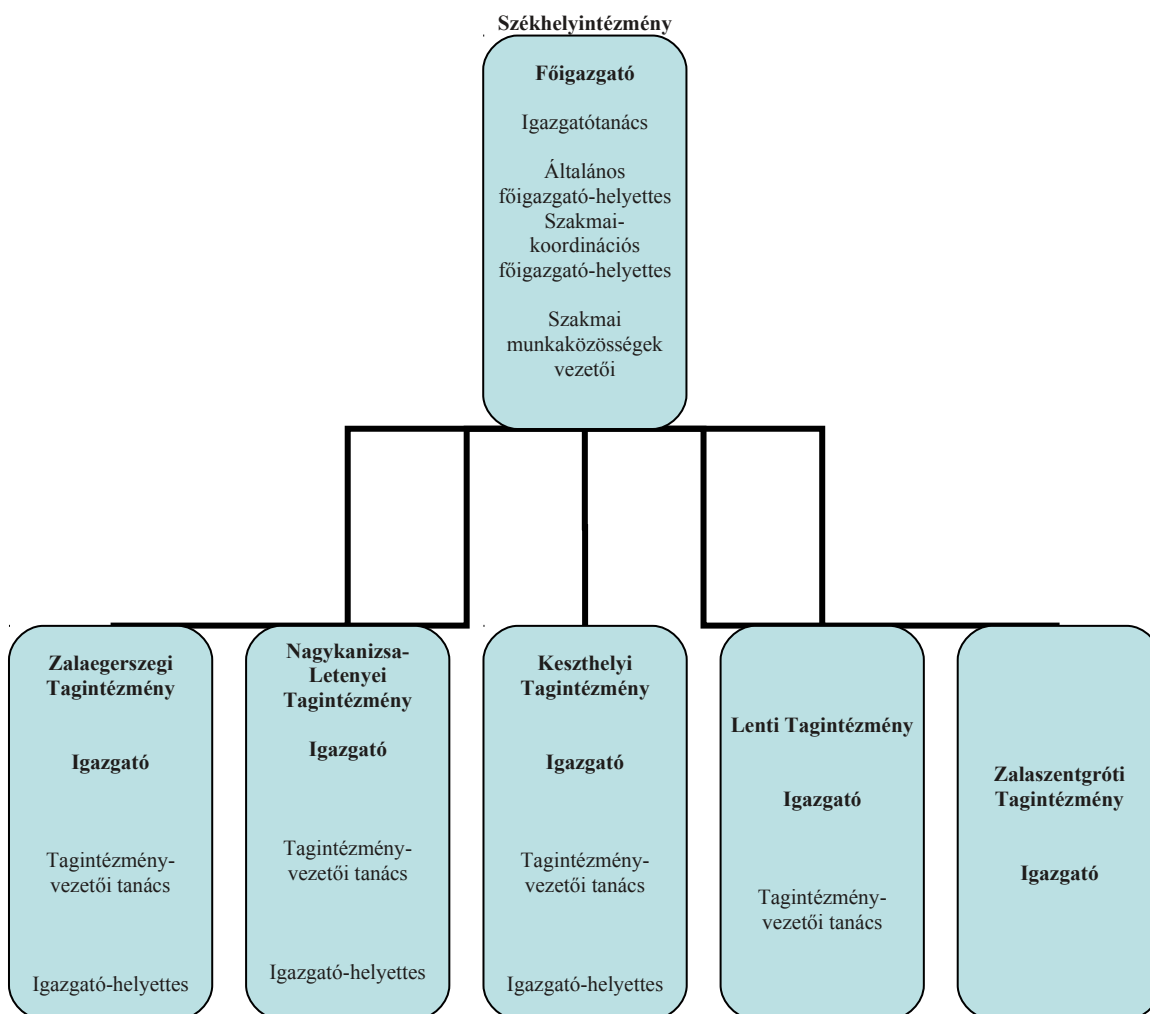 Székhelyintézmény
Főigazgató
Igazgatótanács
Általános
főigazgató-helyettes
Szakmai-
koordinációs
főigazgató-helyettes
Szakmai
munkaközösségek
vezetői
Zalaegerszegi
Tagintézmény
Igazgató
Tagintézmény-
vezetői tanács
Igazgató-helyettes
Nagykanizsa-
Letenyei
Tagintézmény
Igazgató
Tagintézmény-
vezetői tanács
Igazgató-helyettes
Keszthelyi
Tagintézmény
Igazgató
Tagintézmény-
vezetői tanács
Igazgató-helyettes
Lenti Tagintézmény
Igazgató
Tagintézmény-
vezetői tanács
Zalaszentgróti
Tagintézmény
Igazgató